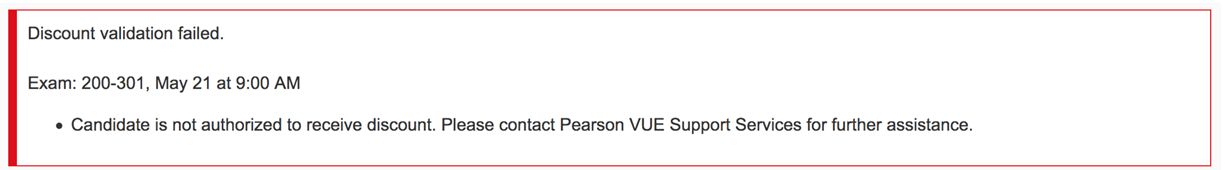 Discount validation failed.
Exam: 200-301, May 21 at 9:00 AM
• Candidate is not authorized to receive discount. Please contact Pearson VUE Support Services for further assistance.